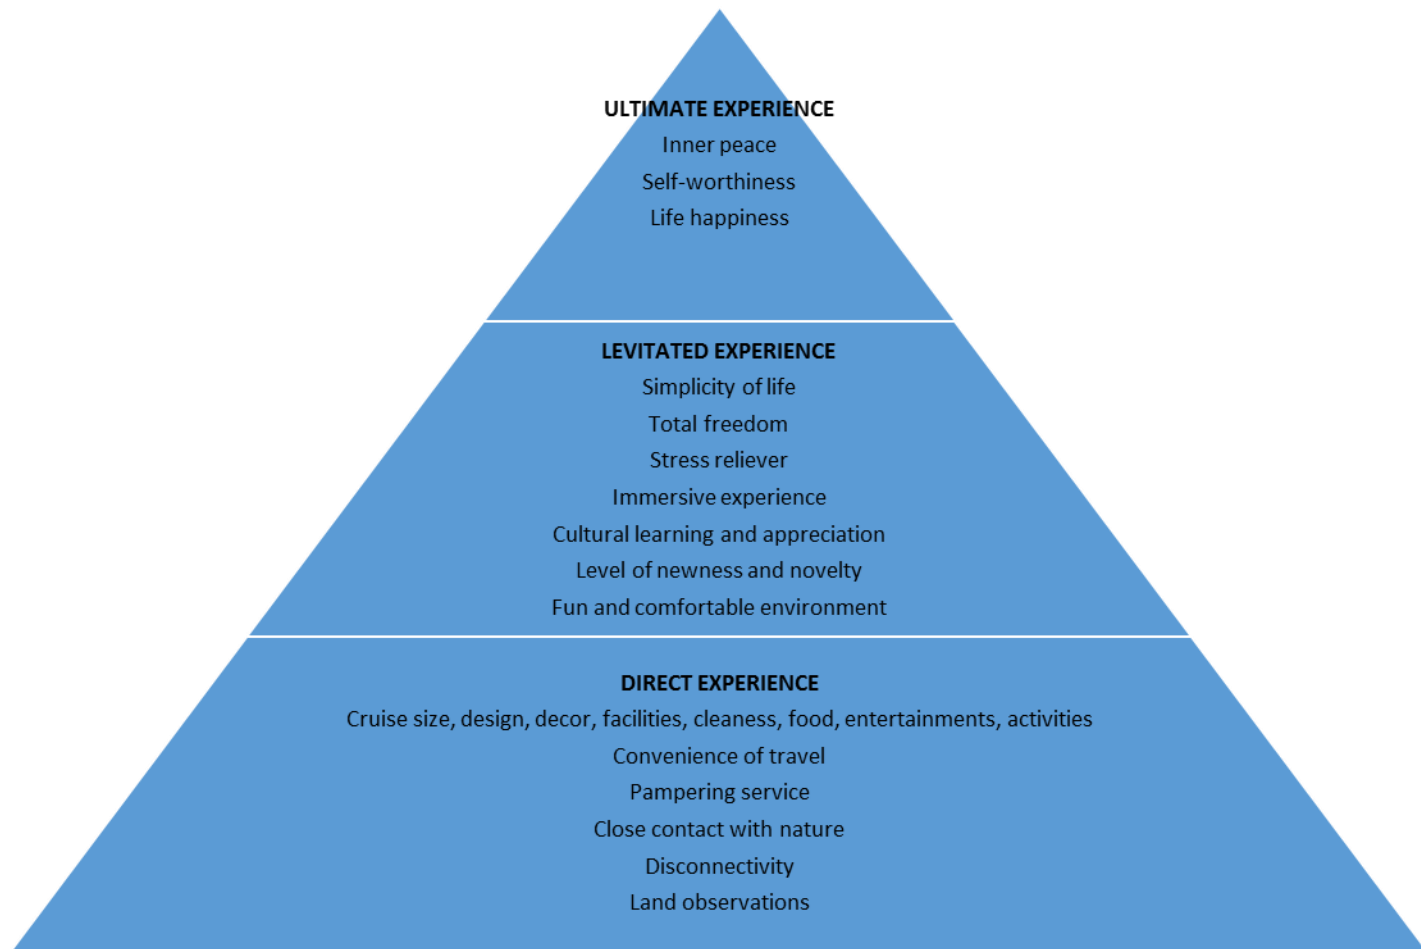 ULTIMATE EXPERIENCE
Inner peace
Self-worthiness
Life happiness
LEVITATED EXPERIENCE
Simplicity of life
Total freedom
Stress reliever
Immersive experience
Cultural learning and appreciation
Level of newness and novelty
Fun and comfortable environment
DIRECT EXPERIENCE
Cruise size, design, decor, facilities, cleaness, food, entertainments, activities
Convenience of travel
Pampering service
Close contact with nature
Disconnectivity
Land observations